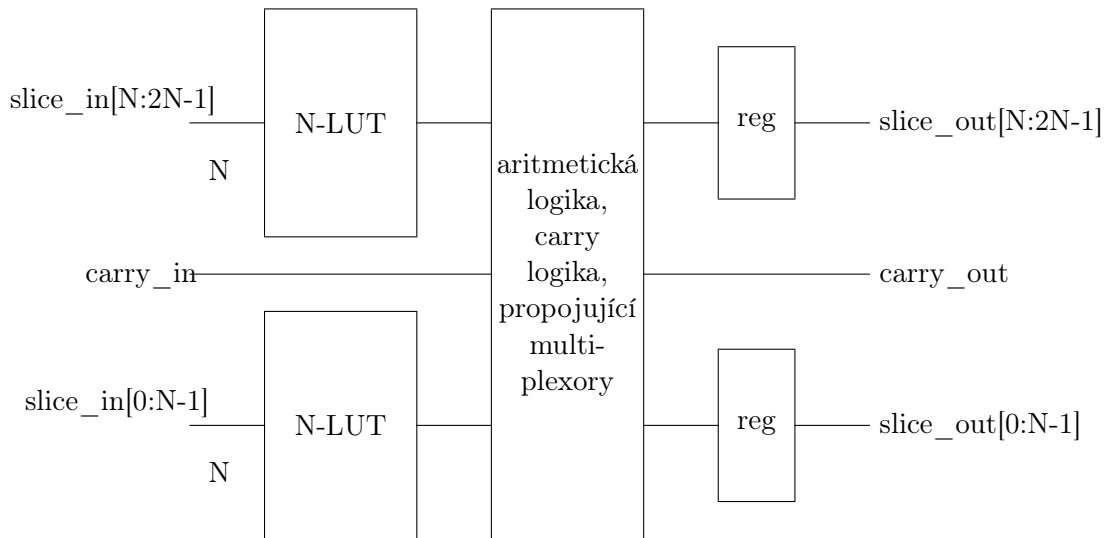 slice_in[N:2N-1]
N
N-LUT
carry_in
slice_in[0:N-1]
N
N-LUT
aritmetická
logika,
carry
logika,
propojující
multi-
plexory
reg
slice_out[N:2N-1]
carry_out
reg
slice_out[0:N-1]